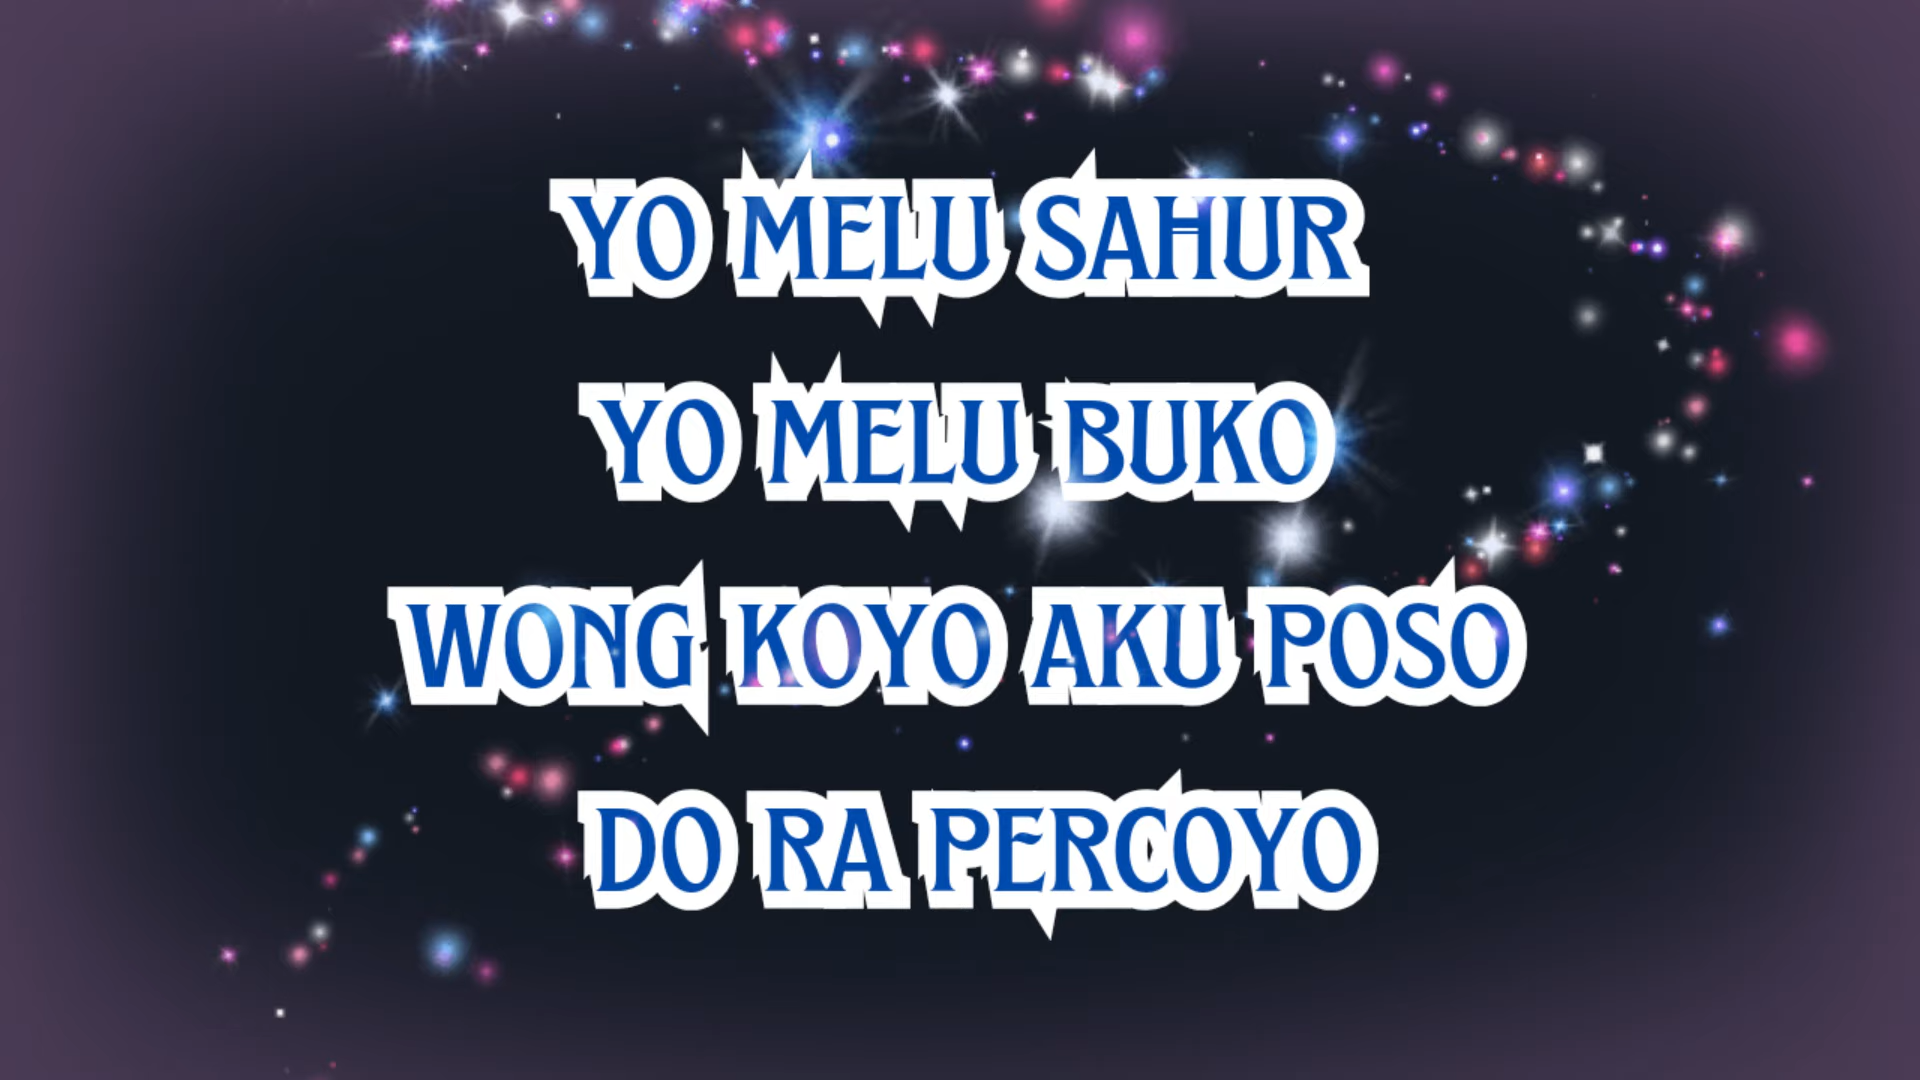 YO MELU SAHUR
YO MELU BUKO
WONG KOYO AKU POSO
DO RA PERCOYO